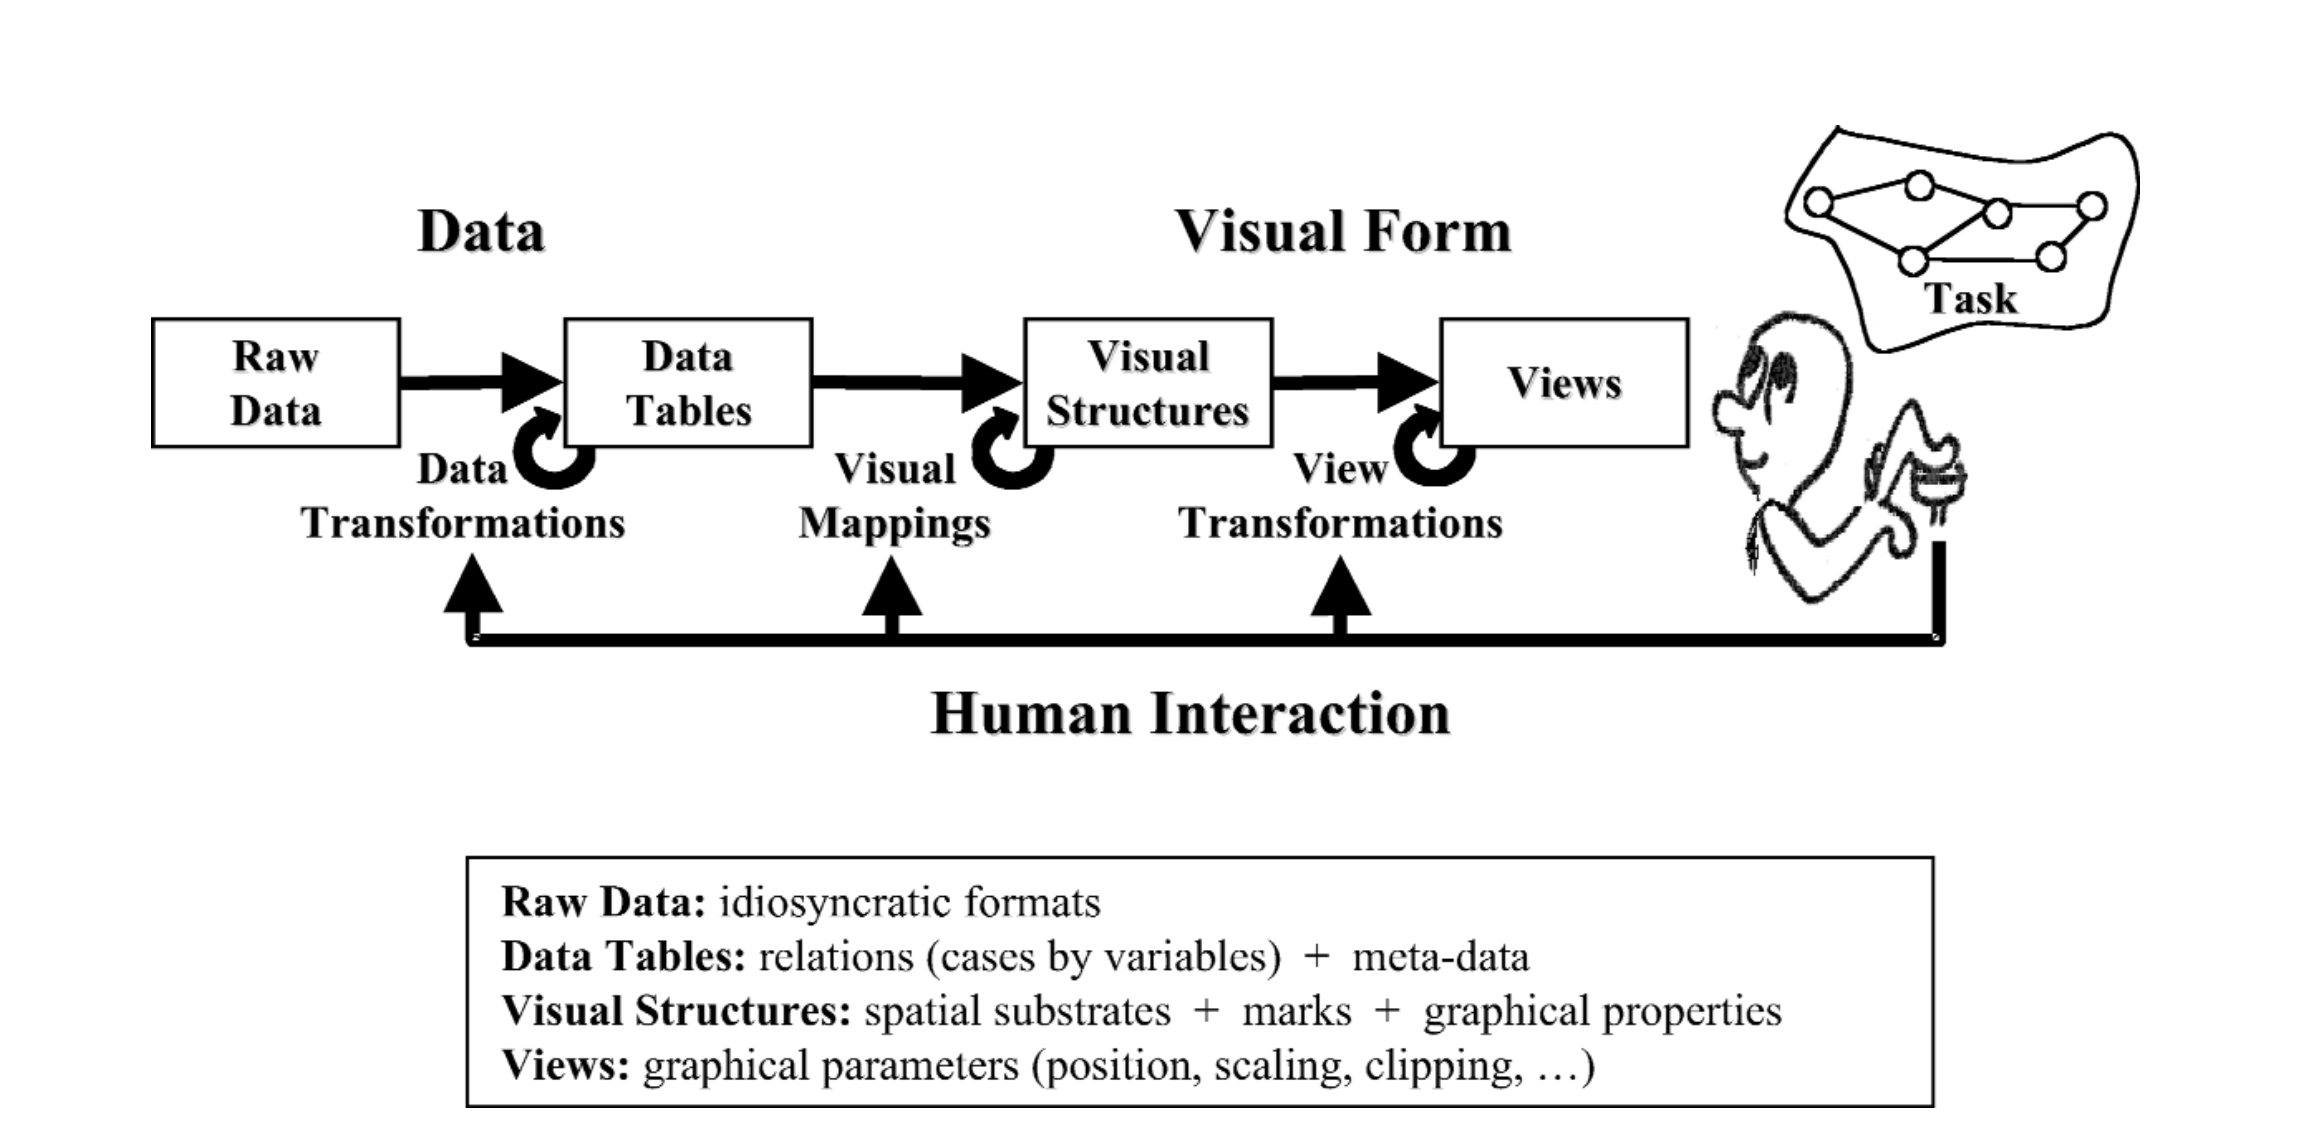 Data
Visual Form
Task
Raw
Data
Data
Tables
Visual
Structures
Views
Data
Transformations
Visual
Mappings
View
Transformations
Human Interaction
Raw Data: idiosyncratic formats
Data Tables: relations (cases by variables) + meta-data
Visual Structures: spatial substrates + marks + graphical properties
Views: graphical parameters (position, scaling, clipping, …)